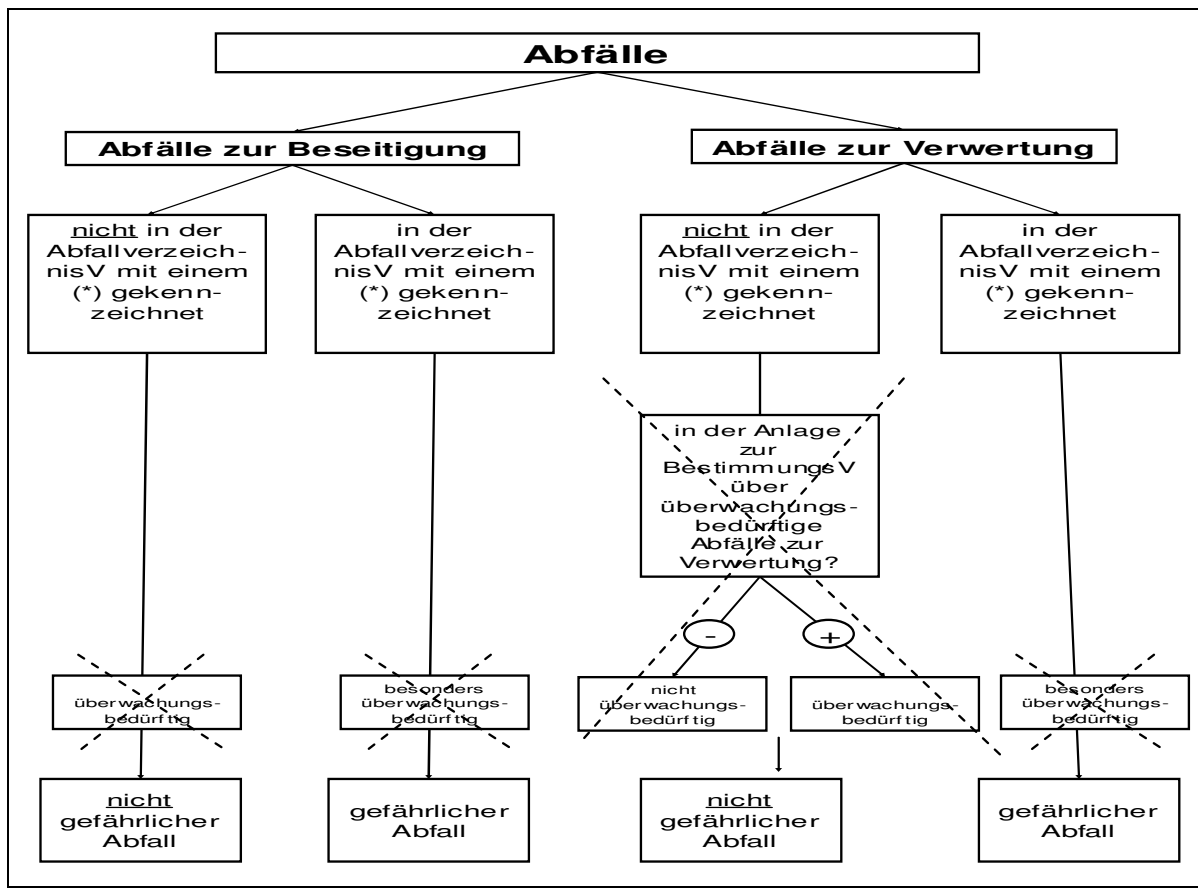 Abfälle
Abfälle zur Beseitigung
Abfälle zur Verwertung
nicht in der
Abfallverzeich-
nisV mit einem
(*) gekenn-
zeichnet
in der
Abfallverzeich-
nisV mit einem
(*) gekenn-
zeichnet
nicht in der
Abfallverzeich-
nisV mit einem
(*) gekenn-
zeichnet
in der
Abfallverzeich-
nisV mit einem
(*) gekenn-
zeichnet
in der Anlage
zur
BestimmungsV
über
überwachungs-
bedürftige
Abfälle zur
Verwertung?
-
+
überwachungs-
bedürftig
besonders
überwachungs-
bedürftig
nicht
überwachungs-
bedürftig
überwachungs-
bedürftig
besonders
überwachungs-
bedürftig
nicht
gefährlicher
Abfall
gefährlicher
Abfall
nicht
gefährlicher
Abfall
gefährlicher
Abfall